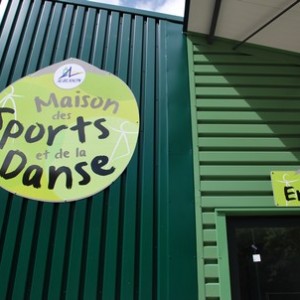 Maison
des
Sports
et de la
Danse